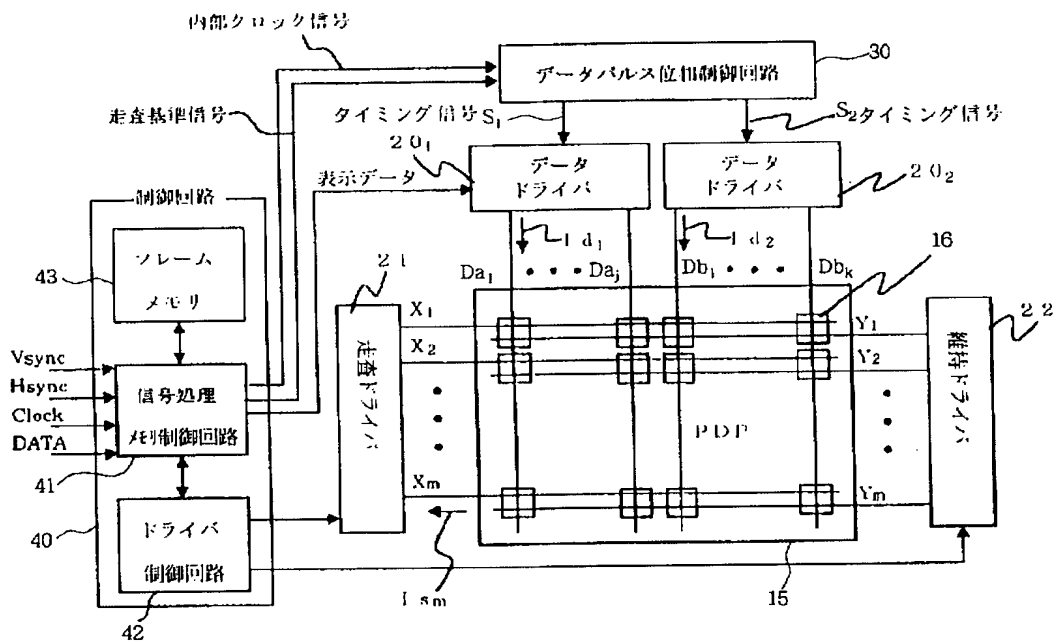 内部クロック信号
データパルス位相制御回路
30
走査基準信号
タイミング信号 S1
S2 タイミング信号
201
データ
ドライバ
データ
ドライバ
202
表示データ
制御回路
Id1
Id2
フレーム
メモリ
43
21
Da1 ・・・ Daj
Db1 ・・・ Dbk
16
22
X1
Y1
X2
Y2
Vsync
Hsync
Clock
DATA
信号処理
メモリ制御回路
41
走査ドライバ
PDP
維持ドライバ
Xm
Ym
40
ドライバ
制御回路
42
Ism
15